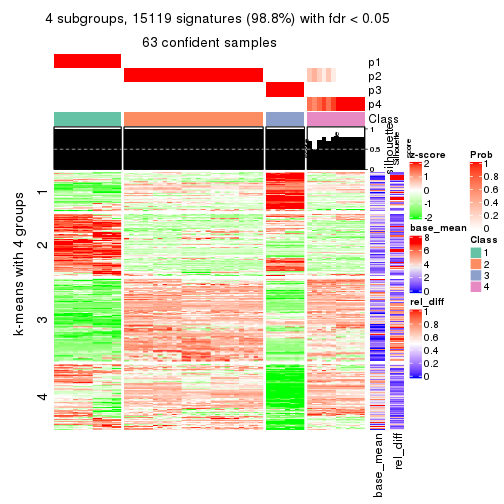 4 subgroups, 15119 signatures (98.8%) with fdr < 0.05
63 confident samples
p1
p2
p3
p4
Class
1
0.5
0
silhouette
Silhouette
score
k-means with 4 groups
1
2
3
4
base_mean
rel_diff
z-score
2
1
0
-1
-2
base_mean
8
6
4
2
0
rel_diff
1
0.8
0.6
0.4
0.2
0
Prob
1
0.8
0.6
0.4
0.2
0
Class
1
2
3
4